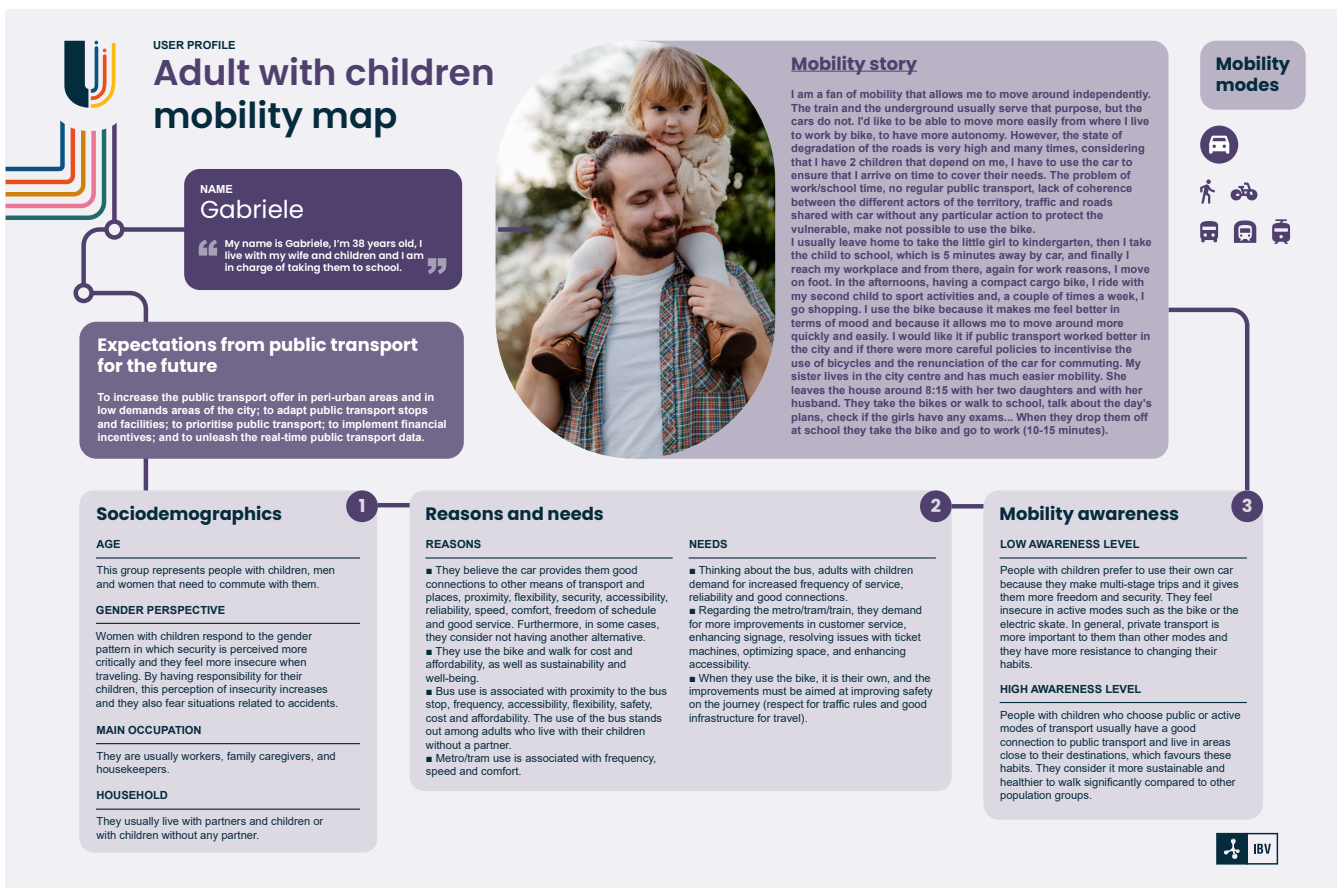 USER PROFILE
Adult with children
mobility map
NAME
Gabriele
“ My name is Gabriele, I'm 38 years old, I
live with my wife and children and I am
in charge of taking them to school. ”
Expectations from public transport
for the future
To increase the public transport offer in peri-urban areas and in
low demands areas of the city; to adapt public transport stops
and facilities; to prioritise public transport; to implement financial
incentives; and to unleash the real-time public transport data.
Mobility story
I am a fan of mobility that allows me to move around independently.
The train and the underground usually serve that purpose, but the
cars do not. I'd like to be able to move more easily from where I live
to work by bike, to have more autonomy. However, the state of
degradation of the roads is very high and many times, considering
that I have 2 children that depend on me, I have to use the car to
ensure that I arrive on time to cover their needs. The problem of
work/school time, no regular public transport, lack of coherence
between the different actors of the territory, traffic and roads
shared with car without any particular action to protect the
vulnerable, make not possible to use the bike.
I usually leave home to take the little girl to kindergarten, then I take
the child to school, which is 5 minutes away by car, and finally I
reach my workplace and from there, again for work reasons, I move
on foot. In the afternoons, having a compact cargo bike, I ride with
my second child to sport activities and, a couple of times a week, I
go shopping. I use the bike because it makes me feel better in
terms of mood and because it allows me to move around more
quickly and easily. I would like it if public transport worked better in
the city and if there were more careful policies to incentivise the
use of bicycles and the renunciation of the car for commuting. My
sister lives in the city centre and has much easier mobility. She
leaves the house around 8:15 with her two daughters and with her
husband. They take the bikes or walk to school, talk about the day's
plans, check if the girls have any exams... When they drop them off
at school they take the bike and go to work (10-15 minutes).
Mobility
modes
Sociodemographics
1
AGE
This group represents people with children, men
and women that need to commute with them.
GENDER PERSPECTIVE
Women with children respond to the gender
pattern in which security is perceived more
critically and they feel more insecure when
traveling. By having responsibility for their
children, this perception of insecurity increases
and they also fear situations related to accidents.
MAIN OCCUPATION
They are usually workers, family caregivers, and
housekeepers.
HOUSEHOLD
They usually live with partners and children or
with children without any partner.
Reasons and needs
2
REASONS
■ They believe the car provides them good
connections to other means of transport and
places, proximity, flexibility, security, accessibility,
reliability, speed, comfort, freedom of schedule
and good service. Furthermore, in some cases,
they consider not having another alternative.
■ They use the bike and walk for cost and
affordability, as well as sustainability and
well-being.
■ Bus use is associated with proximity to the bus
stop, frequency, accessibility, flexibility, safety,
cost and affordability. The use of the bus stands
out among adults who live with their children
without a partner.
■ Metro/tram use is associated with frequency,
speed and comfort.
NEEDS
■ Thinking about the bus, adults with children
demand for increased frequency of service,
reliability and good connections.
■ Regarding the metro/tram/train, they demand
for more improvements in customer service,
enhancing signage, resolving issues with ticket
machines, optimizing space, and enhancing
accessibility.
■ When they use the bike, it is their own, and the
improvements must be aimed at improving safety
on the journey (respect for traffic rules and good
infrastructure for travel).
Mobility awareness
3
LOW AWARENESS LEVEL
People with children prefer to use their own car
because they make multi-stage trips and it gives
them more freedom and security. They feel
insecure in active modes such as the bike or the
electric skate. In general, private transport is
more important to them than other modes and
they have more resistance to changing their
habits.
HIGH AWARENESS LEVEL
People with children who choose public or active
modes of transport usually have a good
connection to public transport and live in areas
close to their destinations, which favours these
habits. They consider it more sustainable and
healthier to walk significantly compared to other
population groups.
IBV